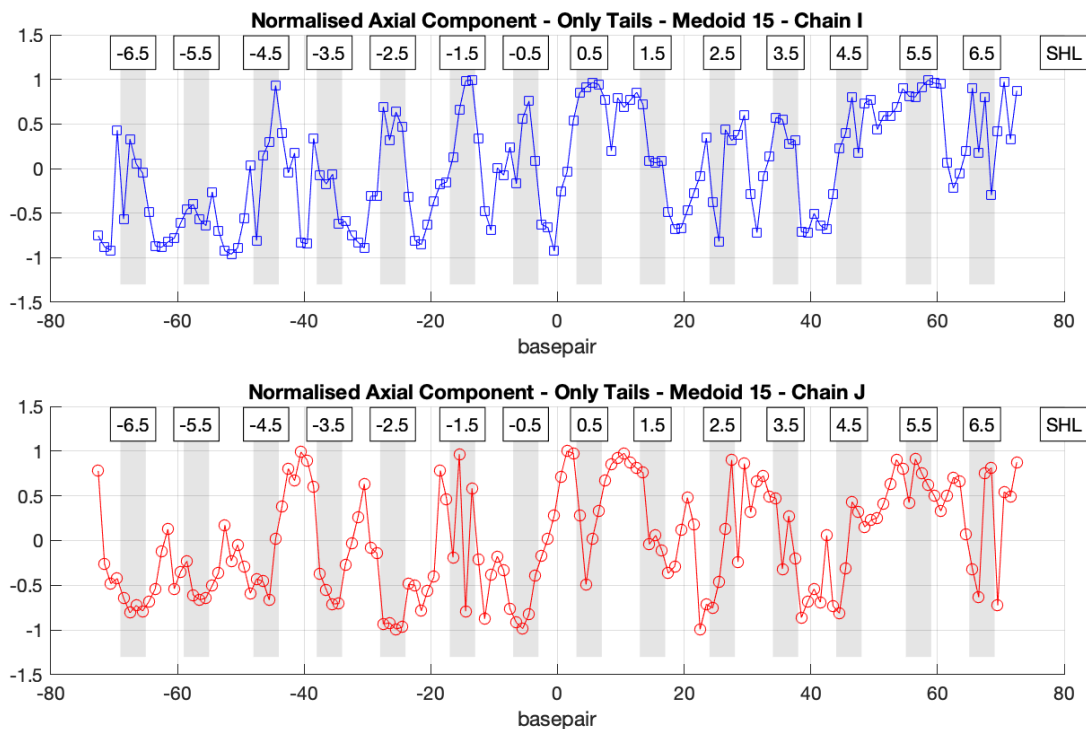 Normalised Axial Component - Only Tails - Medoid 15 - Chain I
1.5
-6.5 -5.5 -4.5 -3.5 -2.5 -1.5 -0.5 0.5 1.5 2.5 3.5 4.5 5.5 6.5 SHL
1
0.5
0
-0.5
-1
-1.5
-80 -60 -40 -20 0 20 40 60 80
basepair
Normalised Axial Component - Only Tails - Medoid 15 - Chain J
1.5
-6.5 -5.5 -4.5 -3.5 -2.5 -1.5 -0.5 0.5 1.5 2.5 3.5 4.5 5.5 6.5 SHL
1
0.5
0
-0.5
-1
-1.5
-80 -60 -40 -20 0 20 40 60 80
basepair